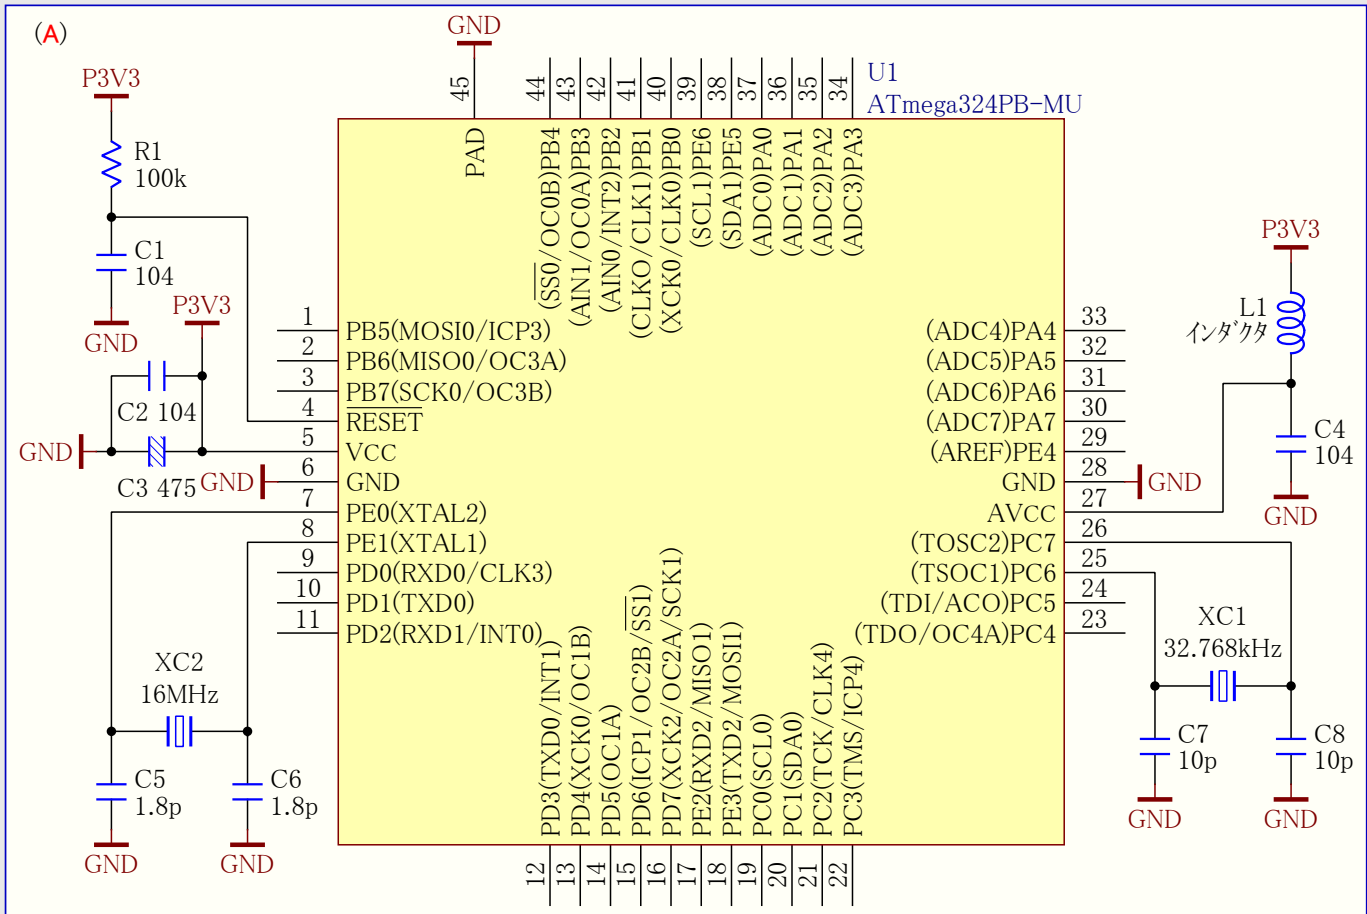 (A)
GND
P3V3
45
44
43
42
41
40
39
38
37
36
35
34
U1
ATmega324PB-MU
R1
100k
PAD
(SS0/OC0B)PB4
(AIN1/OC0A)PB3
(AIN0/INT2)PB2
(CLKO/CLK1)PB1
(XCK0/CLK0)PB0
(SCL1)PE6
(SDA1)PE5
(ADC0)PA0
(ADC1)PA1
(ADC2)PA2
(ADC3)PA3
C1
104
GND
P3V3
P3V3
L1
インダクタ
1
PB5(MOSI0/ICP3)
2
PB6(MISO0/OC3A)
3
PB7(SCK0/OC3B)
4
RESET
5
VCC
6
GND
7
PE0(XTAL2)
8
PE1(XTAL1)
9
PD0(RXD0/CLK3)
10
PD1(TXD0)
11
PD2(RXD1/INT0)
C2 104
GND
C3 475
GND
(ADC4)PA4
33
(ADC5)PA5
32
(ADC6)PA6
31
(ADC7)PA7
30
(AREF)PE4
29
GND
28
GND
AVCC
27
(TOSC2)PC7
26
(TSOC1)PC6
25
(TDI/ACO)PC5
24
(TDO/OC4A)PC4
23
C4
104
GND
XC2
16MHz
C5
1.8p
GND
C6
1.8p
GND
XC1
32.768kHz
C7
10p
GND
C8
10p
GND
PD3(TXD0/INT1)
PD4(XCK0/OC1B)
PD5(OC1A)
PD6(ICP1/OC2B/SS1)
PD7(XCK2/OC2A/SCK1)
PE2(RXD2/MISO1)
PE3(TXD2/MOSI1)
PC0(SCL0)
PC1(SDA0)
PC2(TCK/CLK4)
PC3(TMS/ICP4)
12
13
14
15
16
17
18
19
20
21
22